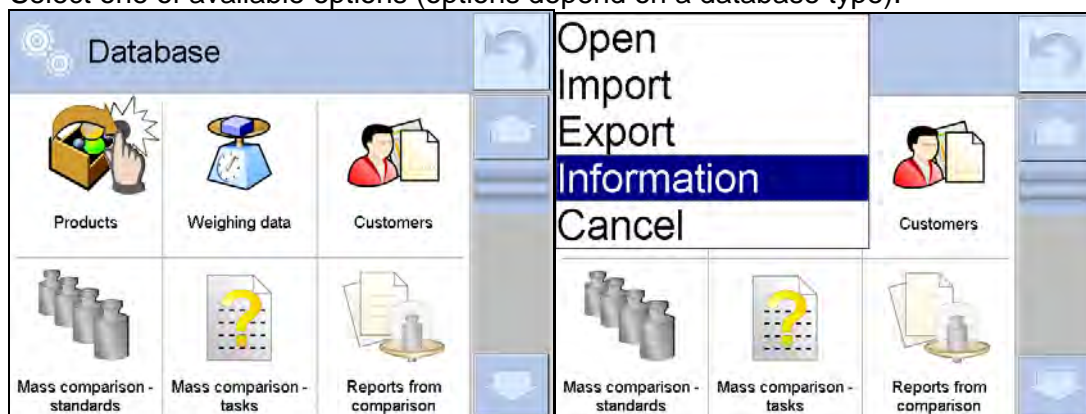 Select one of available options (options depend on a database type).
Database
Products
Weighing data
Customers
Mass comparison -
standards
Mass comparison -
tasks
Reports from
comparison
Open
Import
Export
Information
Cancel
Customers
Mass comparison -
standards
Mass comparison -
tasks
Reports from
comparison